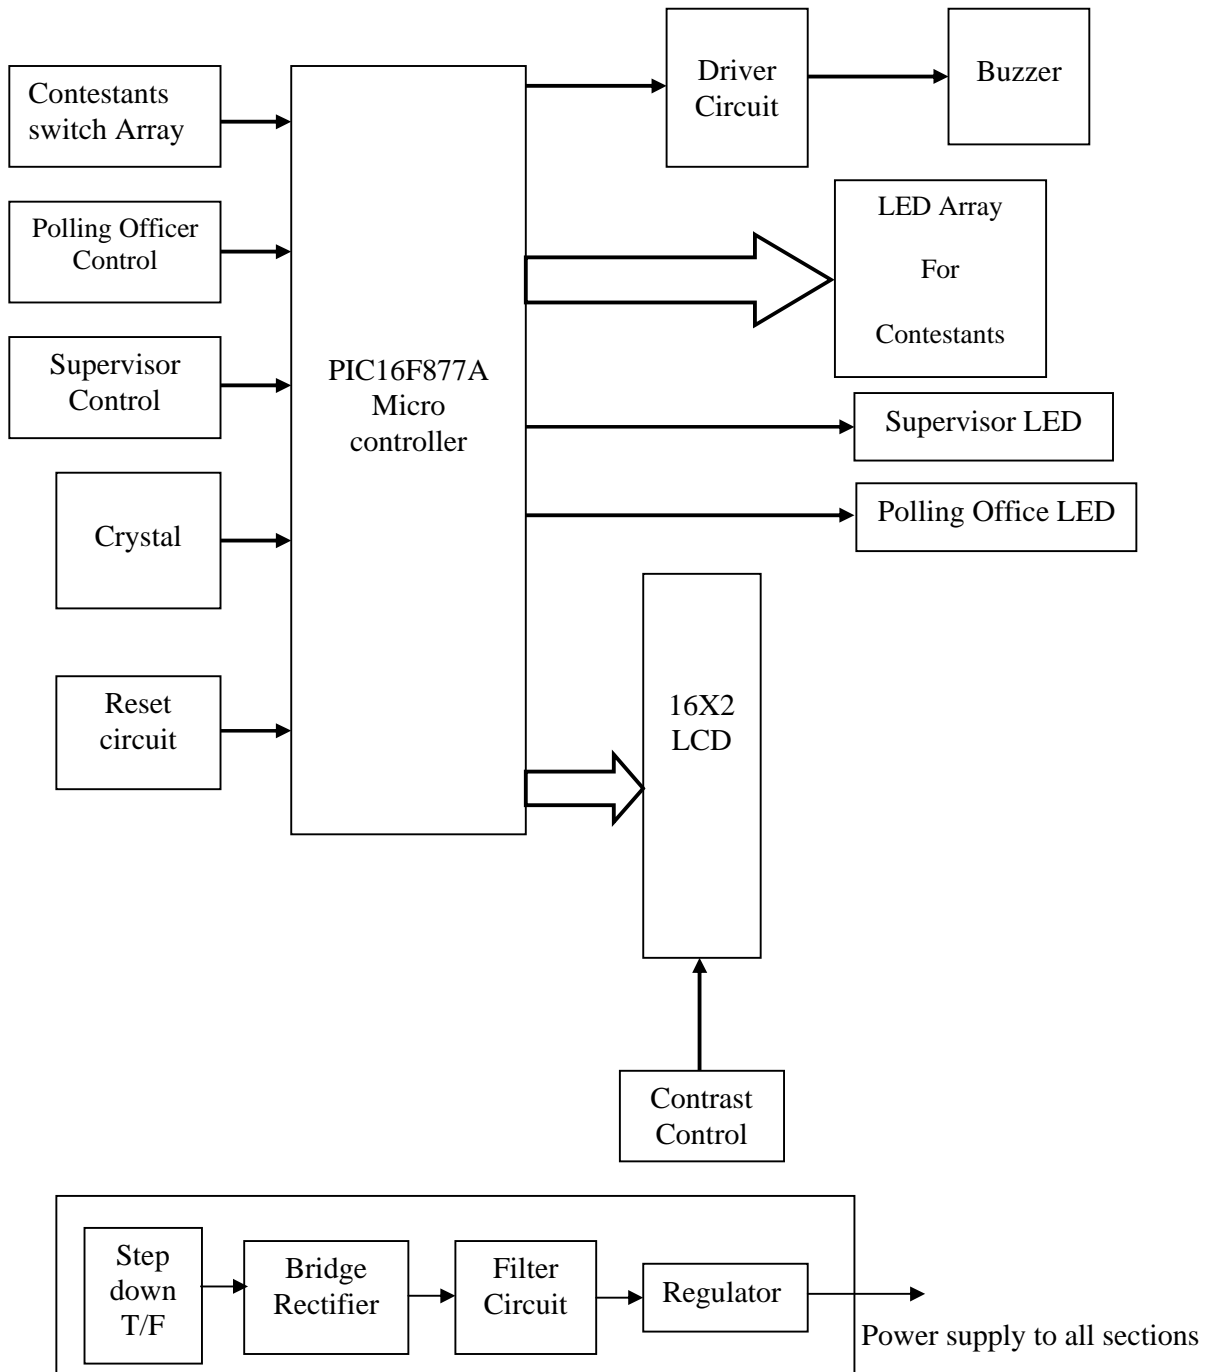 Contestants
switch Array
Polling Officer
Control
Supervisor
Control
Crystal
Reset
circuit
PIC16F877A
Micro
controller
Driver
Circuit
Buzzer
LED Array
For
Contestants
Supervisor LED
Polling Office LED
16X2
LCD
Contrast
Control
Step
down
T/F
Bridge
Rectifier
Filter
Circuit
Regulator
Power supply to all sections